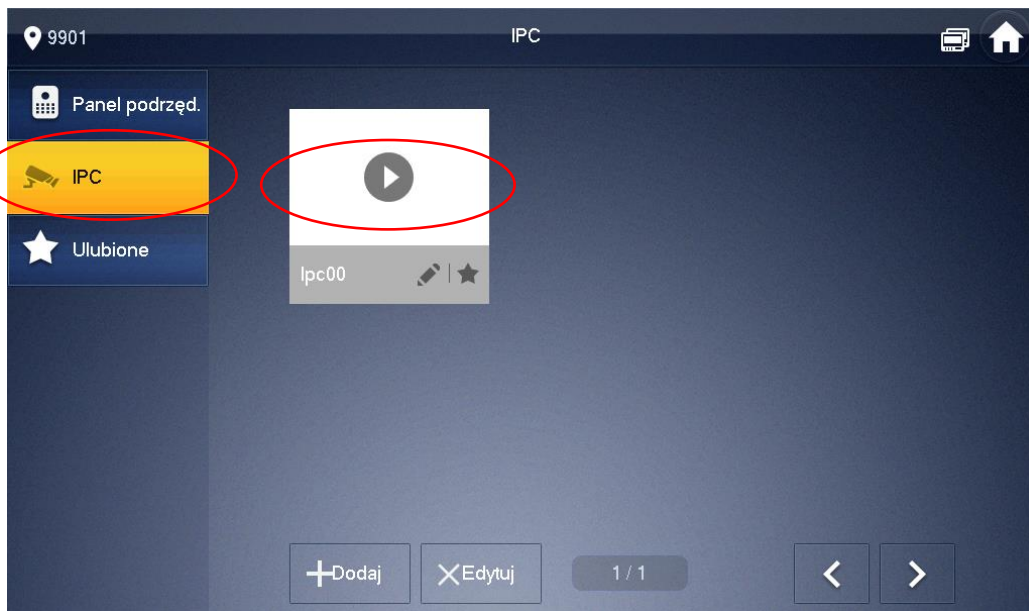 9901
IPC
Panel podrzęd.
IPC
Ulubione
Ipc00
Dodaj
Edytuj
1 / 1